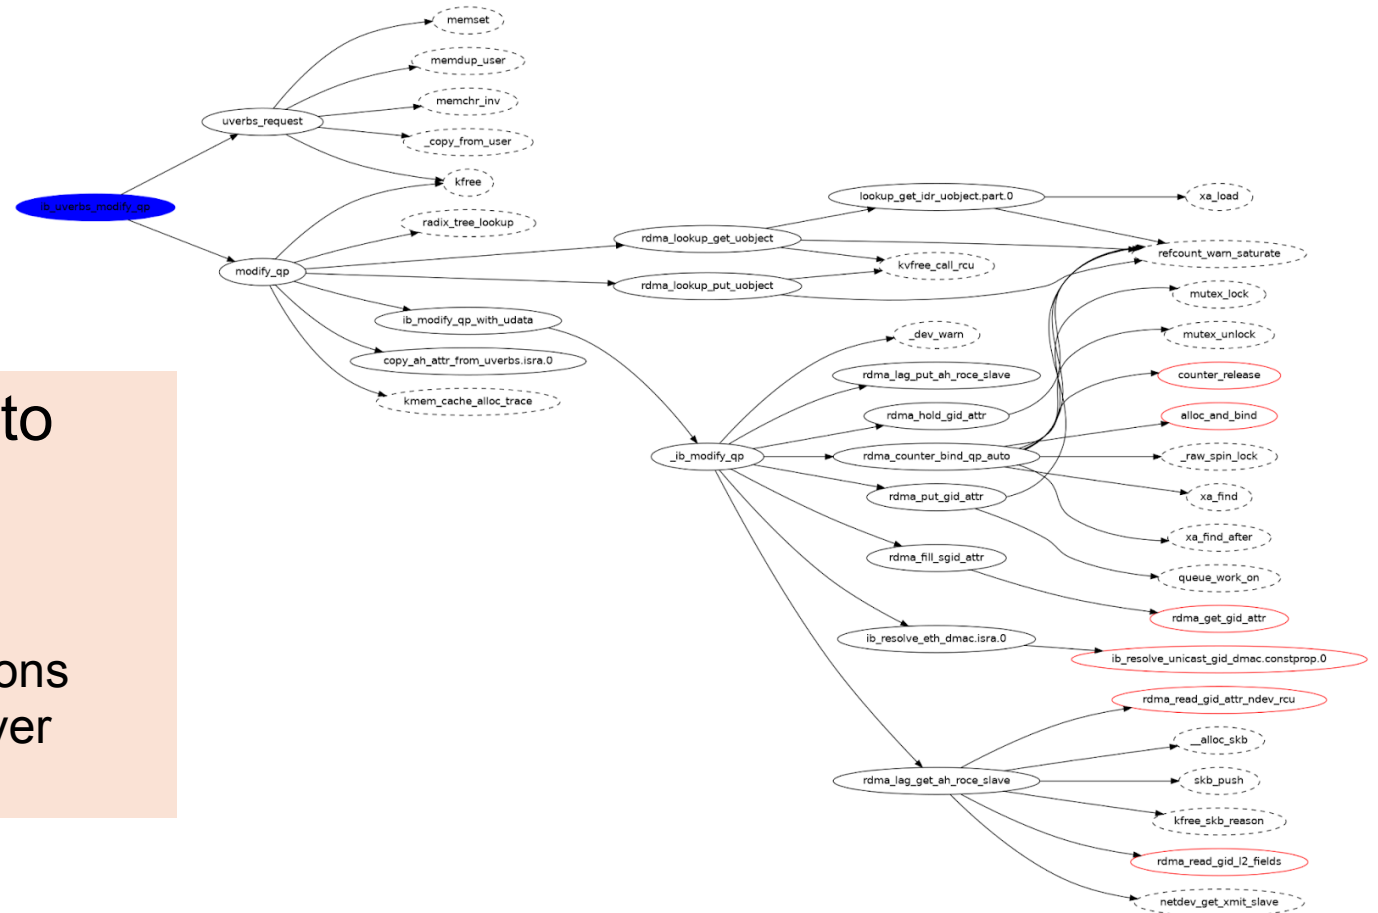 memset
memdup_user
memchr_inv
uverbs_request
_copy_from_user
kfree
ib_uverbs_modify_qp
lookup_get_idr_uobject.part.0
xa_load
radix_tree_lookup
rdma_lookup_get_uobject
refcount_warn_saturate
modify_qp
kvfree_call_rcu
rdma_lookup_put_uobject
mutex_lock
ib_modify_qp_with_udata
_dev_warn
mutex_unlock
copy_ah_attr_from_uverbs.isra.0
rdma_lag_put_ah_roce_slave
counter_release
kmem_cache_alloc_trace
rdma_hold_gid_attr
alloc_and_bind
to
_ib_modify_qp
rdma_counter_bind_qp_auto
_raw_spin_lock
rdma_put_gid_attr
xa_find
xa_find_after
rdma_fill_sgid_attr
queue_work_on
rdma_get_gid_attr
ib_resolve_eth_dmac.isra.0
ib_resolve_unicast_gid_dmac.constprop.0
ons
rdma_read_gid_attr_ndev_rcu
ver
__alloc_skb
rdma_lag_get_ah_roce_slave
skb_push
kfree_skb_reason
rdma_read_gid_l2_fields
netdev_get_xmit_slave